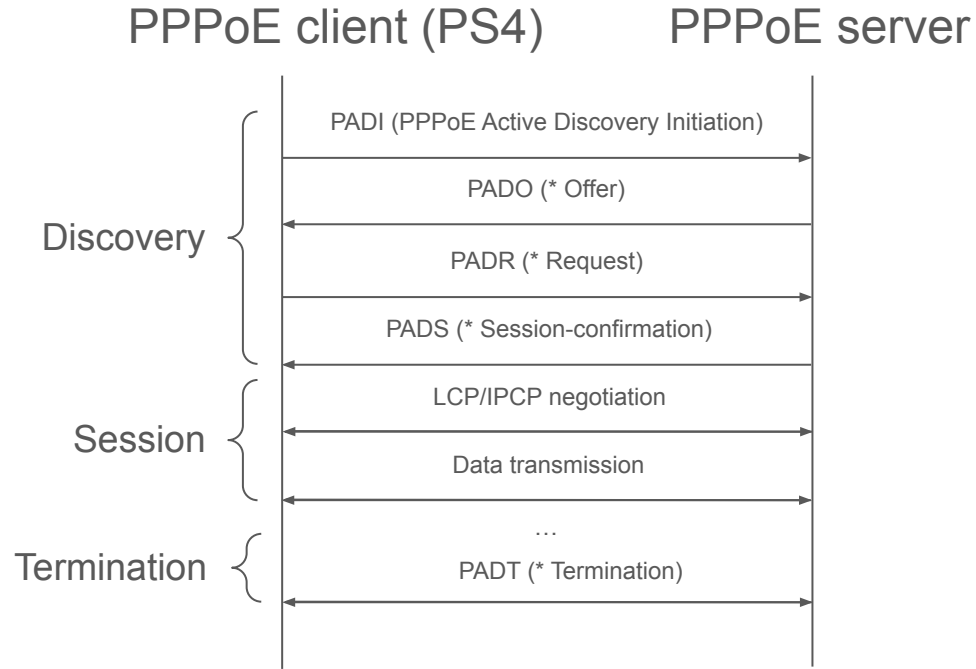 PPPoE client (PS4)
PPPoE server
PADI (PPPoE Active Discovery Initiation)
PADO (* Offer)
Discovery
PADR (* Request)
PADS (* Session-confirmation)
LCP/IPCP negotiation
Session
Data transmission
…
Termination
PADT (* Termination)